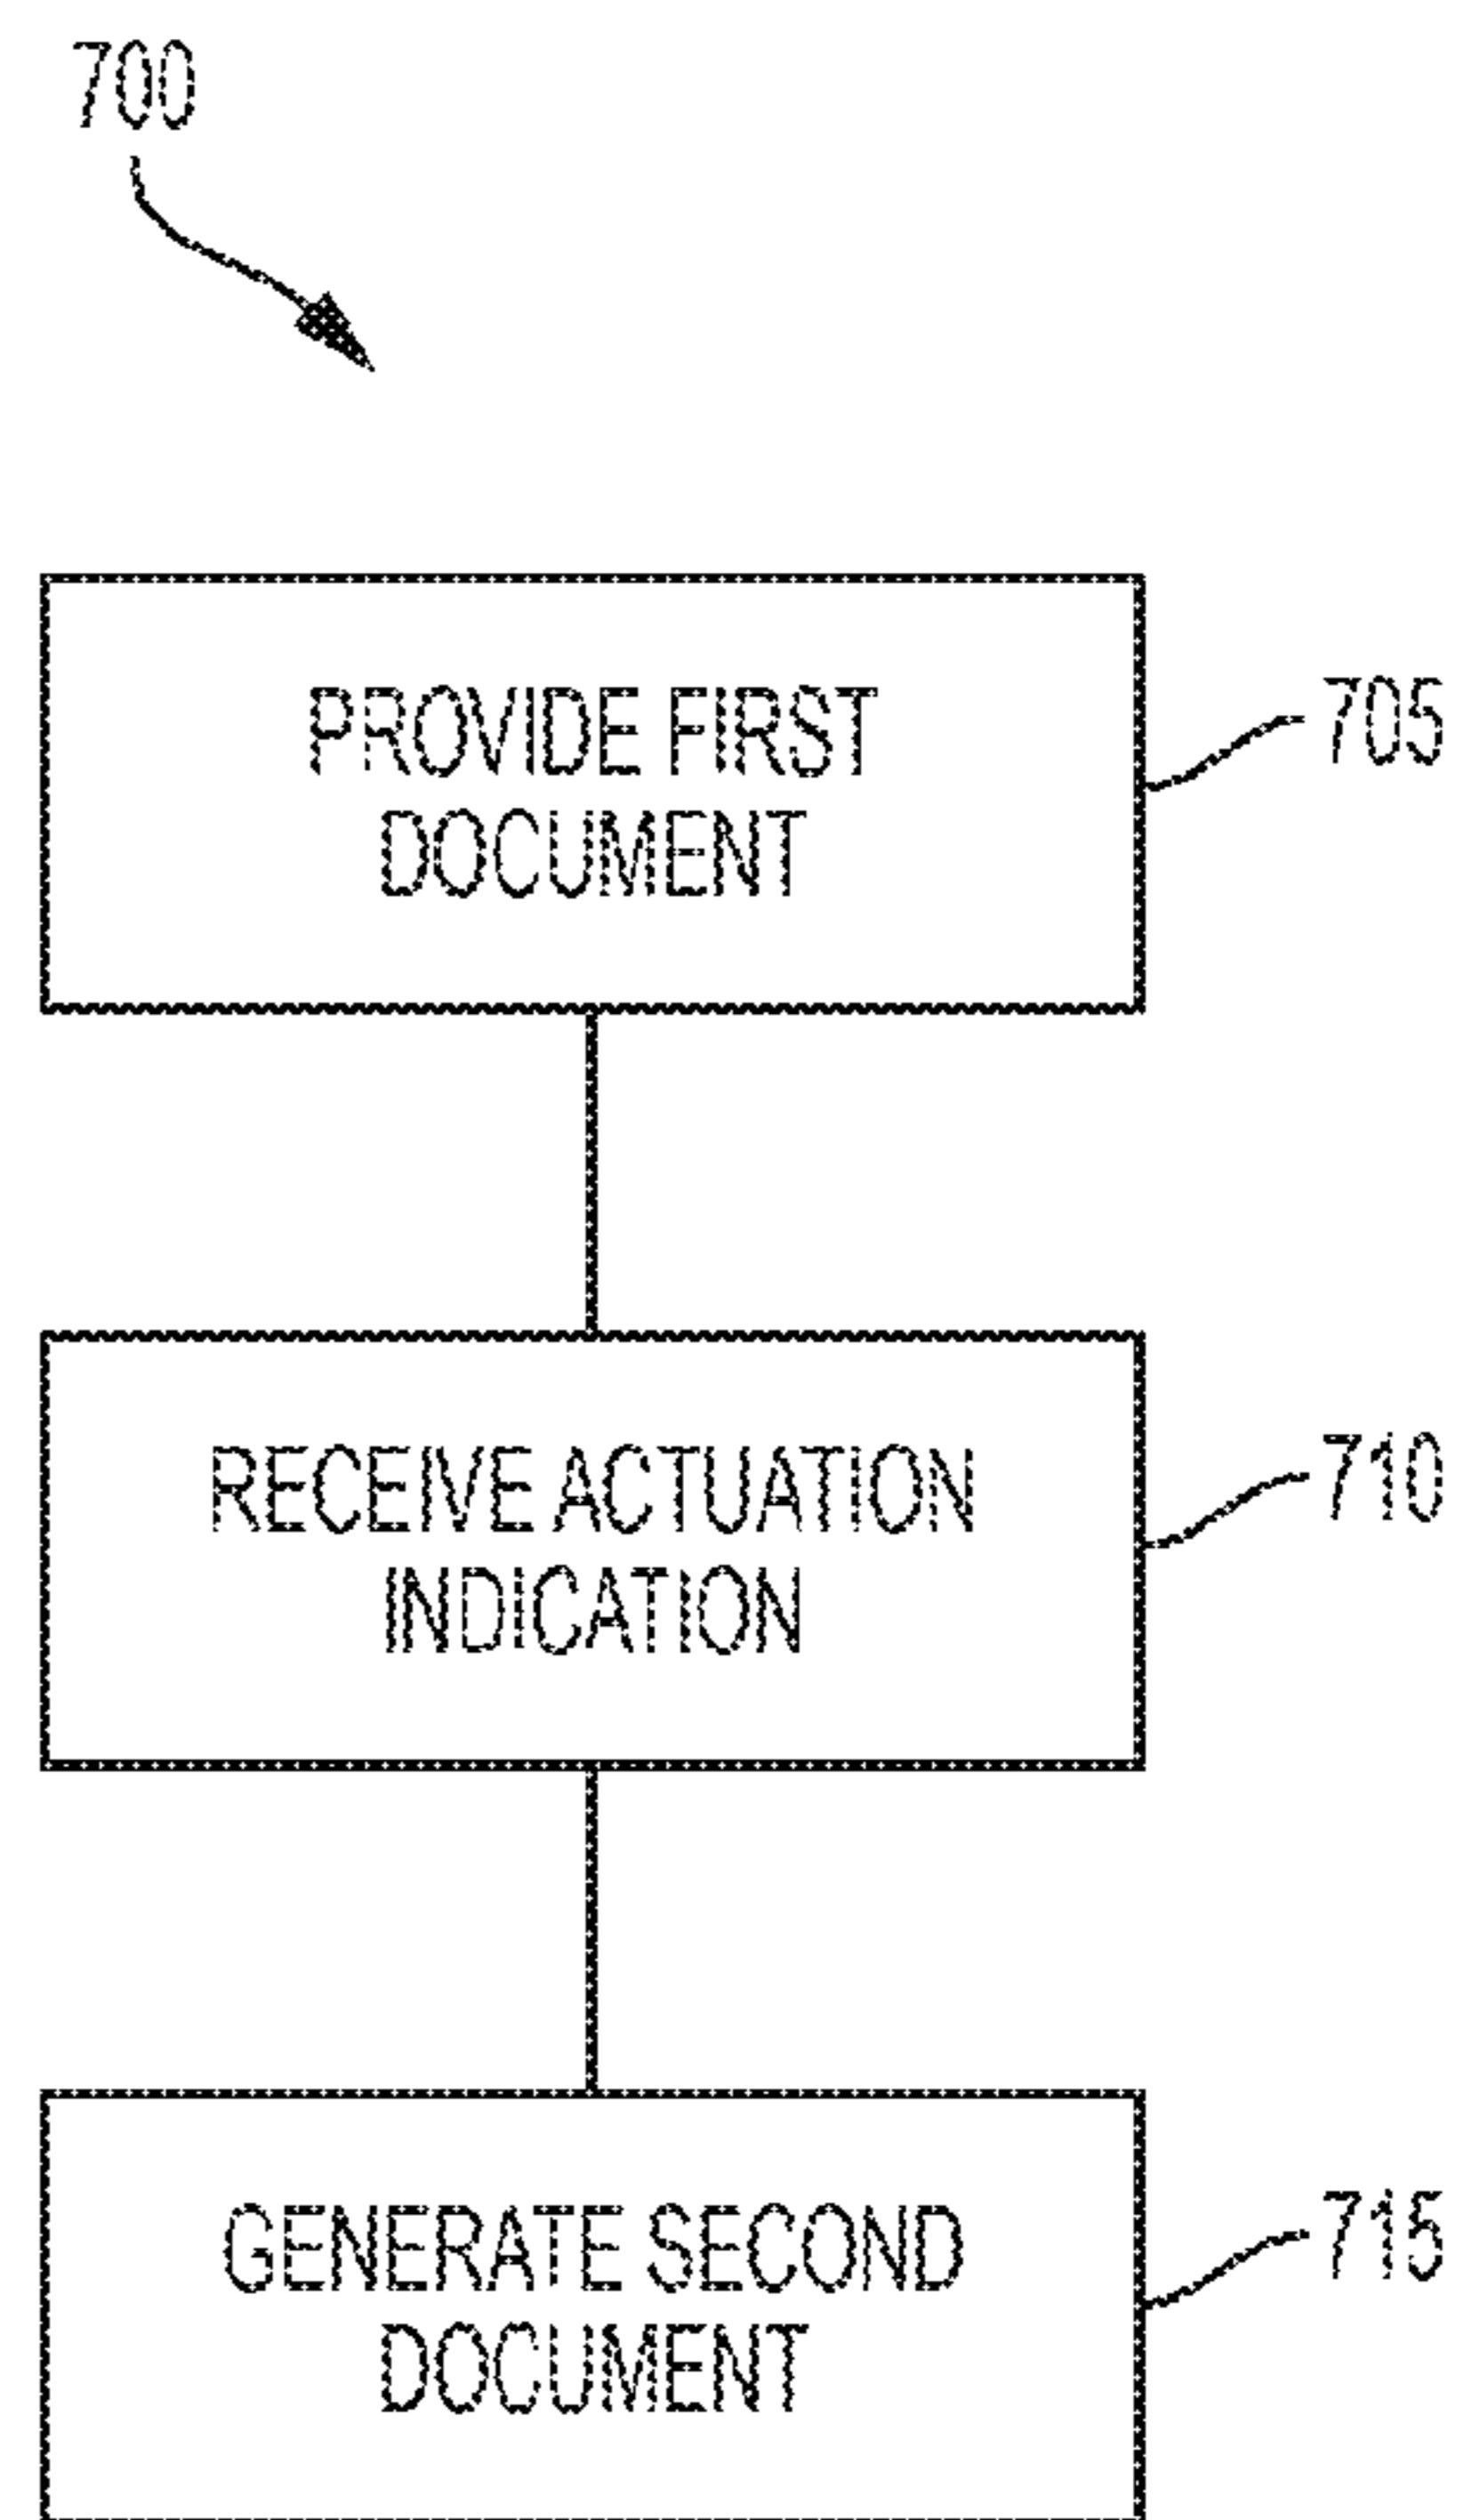 700
PROVIDE FIRST
DOCUMENT
705
RECEIVE ACTUATION
INDICATION
710
GENERATE SECOND
DOCUMENT
715